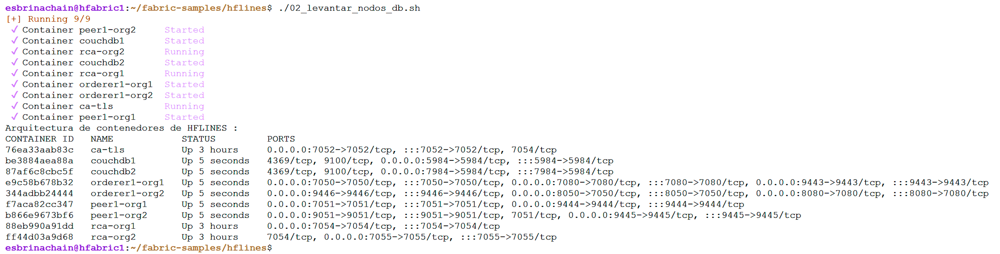 esbrinachain@hfabric1:~/fabric-samples/hflines$ ./02_levantar_nodos_db.sh
[+] Running 9/9
✓ Container peer1-org2 Started
✓ Container couchdb1 Started
✓ Container rca-org2 Running
✓ Container couchdb2 Started
✓ Container rca-org1 Running
✓ Container orderer1-org1 Started
✓ Container orderer1-org2 Started
✓ Container ca-tls Running
✓ Container peer1-org1 Started
Arquitectura de contenedores de HFLINES :
CONTAINER ID NAME STATUS PORTS
76ea33aab83c ca-tls Up 3 hours 0.0.0.0:7052->7052/tcp, :::7052->7052/tcp, 7054/tcp
be3884aea88a couchdb1 Up 5 seconds 4369/tcp, 9100/tcp, 0.0.0.0:5984->5984/tcp, :::5984->5984/tcp
87af6c8cbc5f couchdb2 Up 5 seconds 4369/tcp, 9100/tcp, 0.0.0.0:7984->5984/tcp, :::7984->5984/tcp
e9c58b678b32 orderer1-org1 Up 5 seconds 0.0.0.0:7050->7050/tcp, :::7050->7050/tcp, 0.0.0.0:7080->7080/tcp, :::7080->7080/tcp, 0.0.0.0:9443->9443/tcp, :::9443->9443/tcp
344adbb24444 orderer1-org2 Up 5 seconds 0.0.0.0:9446->9446/tcp, :::9446->9446/tcp, 0.0.0.0:8050->7050/tcp, :::8050->7050/tcp, 0.0.0.0:8080->7080/tcp, :::8080->7080/tcp
f7aca82cc347 peer1-org1 Up 5 seconds 0.0.0.0:7051->7051/tcp, :::7051->7051/tcp, 0.0.0.0:9444->9444/tcp, :::9444->9444/tcp
b866e9673bf6 peer1-org2 Up 5 seconds 0.0.0.0:9051->9051/tcp, :::9051->9051/tcp, 7051/tcp, 0.0.0.0:9445->9445/tcp, :::9445->9445/tcp
88eb990a91dd rca-org1 Up 3 hours 0.0.0.0:7054->7054/tcp, :::7054->7054/tcp
ff44d03a9d68 rca-org2 Up 3 hours 7054/tcp, 0.0.0.0:7055->7055/tcp, :::7055->7055/tcp
esbrinachain@hfabric1:~/fabric-samples/hflines$